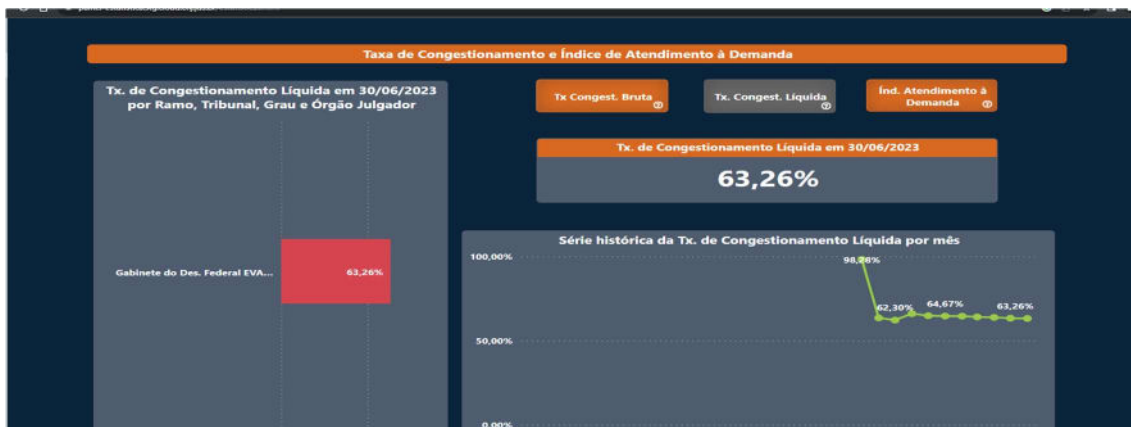 Taxa de Congestionamento e Índice de Atendimento à Demanda
Tx. de Congestionamento Líquida em 30/06/2023
por Ramo, Tribunal, Grau e Órgão Julgador
Gabinete do Des. Federal EVA...
63,26%
Tx Congest. Bruta
Tx. Congest. Líquida
Índ. Atendimento à
Demanda
Tx. de Congestionamento Líquida em 30/06/2023
63,26%
Série histórica da Tx. de Congestionamento Líquida por mês
100,00%
98,28%
62,30%
64,67%
63,26%
50,00%
0,00%